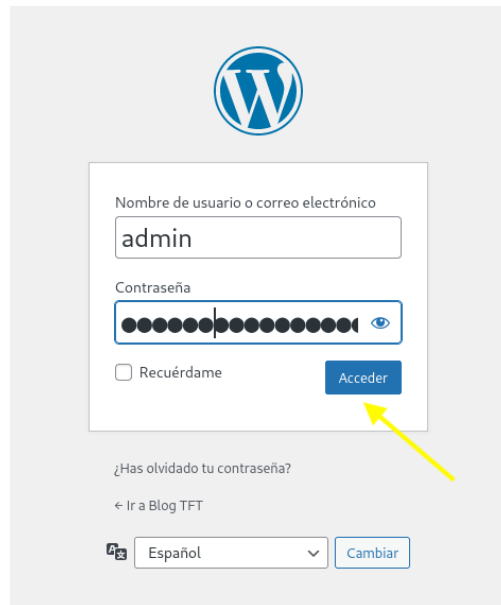 Nombre de usuario o correo electrónico
admin
Contraseña
Recuérdame
Acceder
¿Has olvidado tu contraseña?
← Ir a Blog TFT
Español
Cambiar